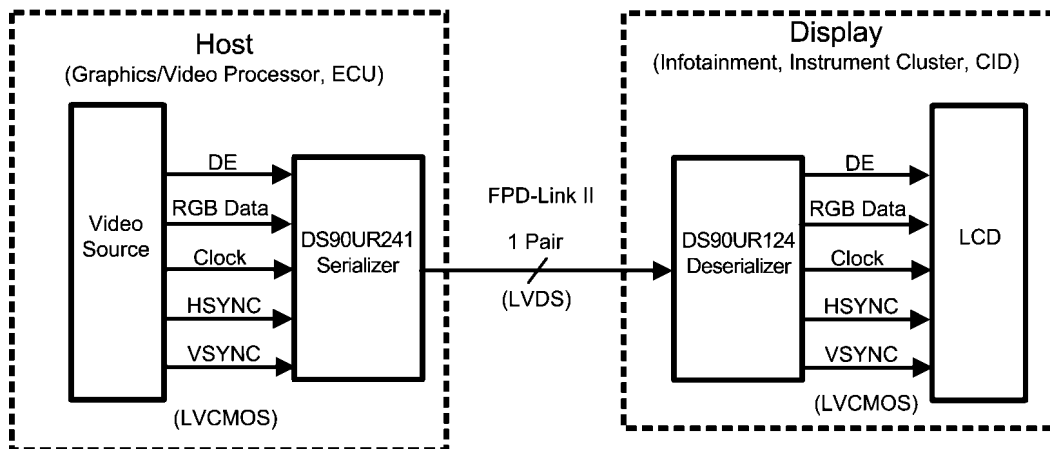 Host
(Graphics/Video Processor, ECU)
Video
Source
DE
RGB Data
Clock
HSYNC
VSYNC
(LVCMOS)
DS90UR241
Serializer
FPD-Link II
1 Pair
(LVDS)
Display
(Infotainment, Instrument Cluster, CID)
DS90UR124
Deserializer
DE
RGB Data
Clock
HSYNC
VSYNC
(LVCMOS)
LCD